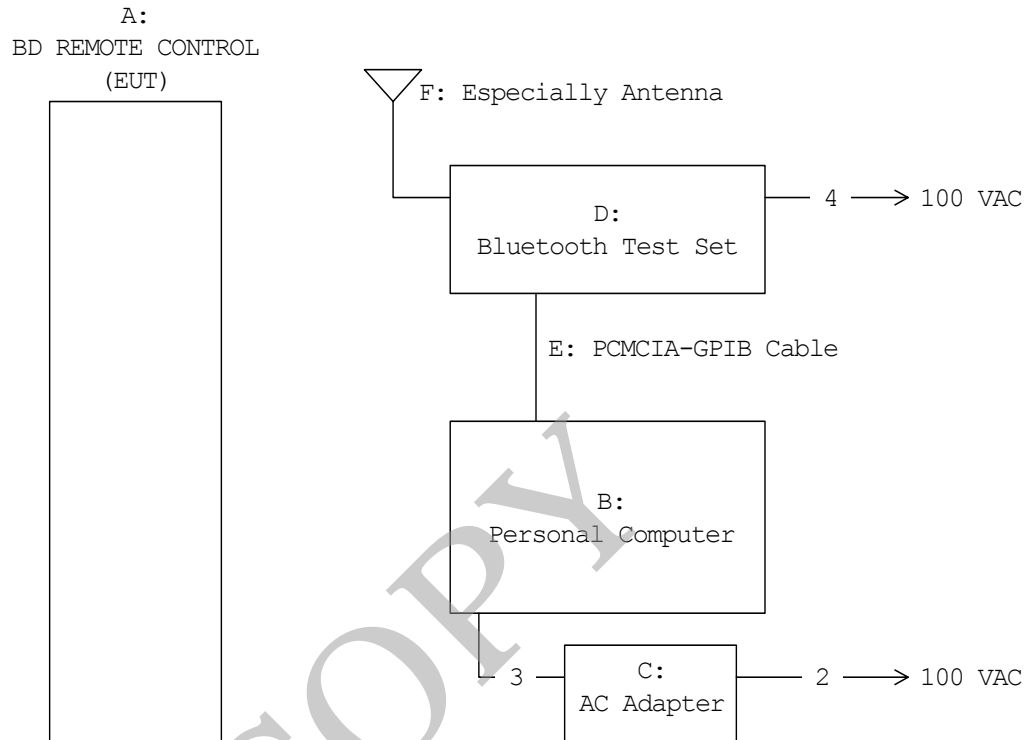 A:
BD REMOTE CONTROL
(EUT)
F: Especially Antenna
D:
Bluetooth Test Set
4
100 VAC
E: PCMCIA-GPIB Cable
B:
Personal Computer
3
C:
AC Adapter
2
100 VAC
COPY